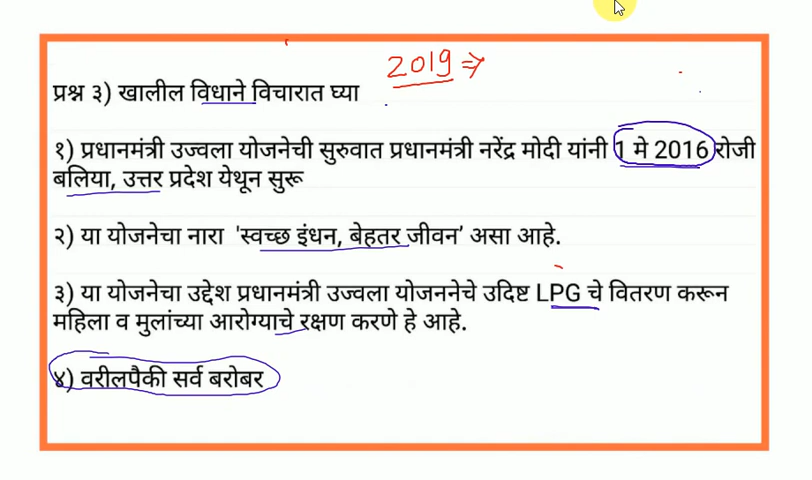 2019 ⇒
प्रश्न ३) खालील विधाने विचारात घ्या
१) प्रधानमंत्री उज्वला योजनेची सुरुवात प्रधानमंत्री नरेंद्र मोदी यांनी 1 मे 2016 रोजी
बलिया, उत्तर प्रदेश येथून सुरू
२) या योजनेचा नारा 'स्वच्छ इंधन, बेहतर जीवन’ असा आहे.
३) या योजनेचा उद्देश प्रधानमंत्री उज्वला योजननेचे उदिष्ट LPG चे वितरण करून
महिला व मुलांच्या आरोग्याचे रक्षण करणे हे आहे.
४) वरीलपैकी सर्व बरोबर